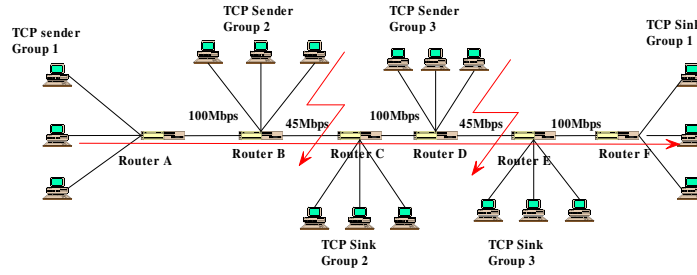 TCP sender
Group 1
TCP Sender
Group 2
TCP Sender
Group 3
TCP Sink
Group 1
100Mbps
45Mbps
100Mbps
45Mbps
100Mbps
Router A
Router B
Router C
Router D
Router E
Router F
TCP Sink
Group 2
TCP Sink
Group 3